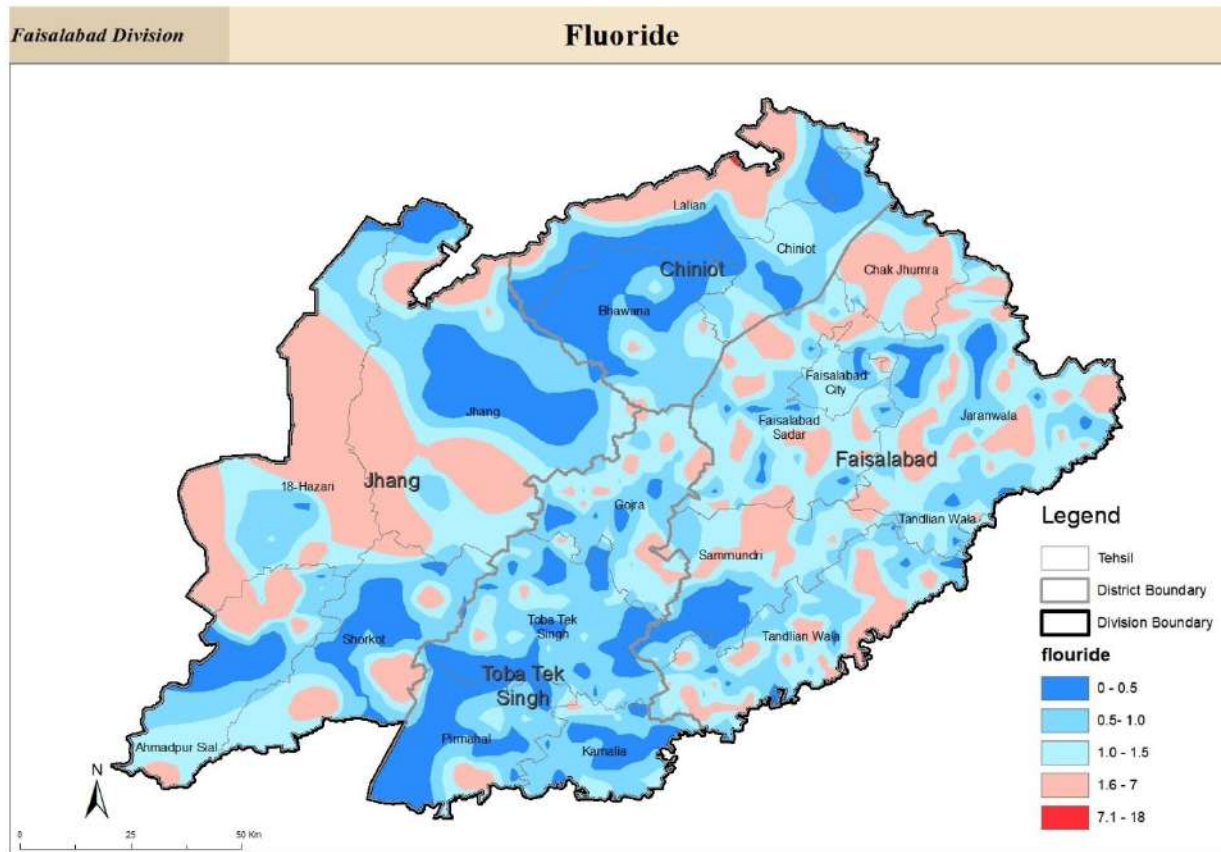 Faisalabad Division
Fluoride
Lalian
Chiniot
Chiniot
Chak Jhumra
Bhawana
Faisalabad
City
Jhang
Faisalabad
Sadar
Jaranwala
Faisalabad
18-Hazari
Jhang
Gojra
Tandlian Wala
Sammundri
Toba Tek
Singh
Shorkot
Tandlian Wala
Toba Tek
Singh
Pirmahal
Kamalia
Ahmadpur Sial
N
0 25 50 Km
Legend
Tehsil
District Boundary
Division Boundary
flouride
0 - 0.5
0.5- 1.0
1.0 - 1.5
1.6 - 7
7.1 - 18